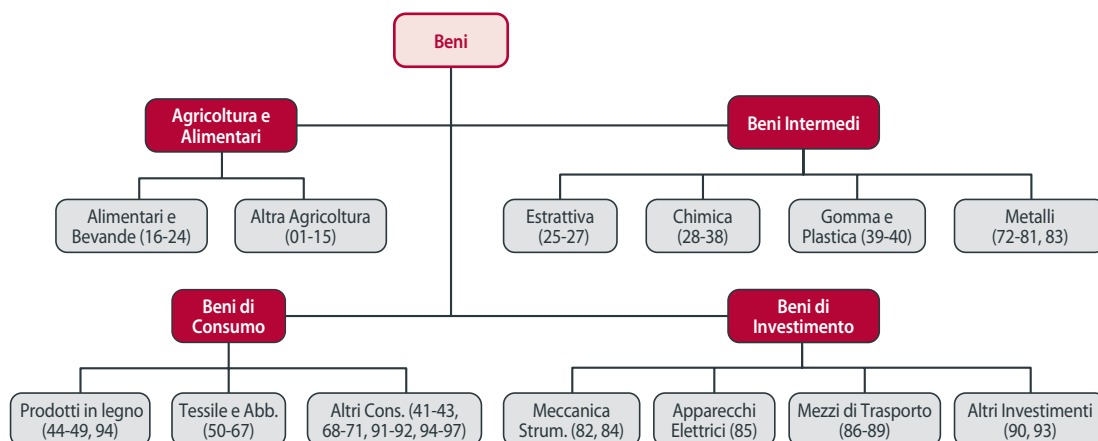 Beni
Agricoltura e
Alimentari
Beni Intermedi
Alimentari e
Bevande (16-24)
Altra Agricoltura
(01-15)
Estrattiva
(25-27)
Chimica
(28-38)
Gomma e
Plastica (39-40)
Metalli
(72-81, 83)
Beni di
Consumo
Beni di
Investimento
Prodotti in legno
(44-49, 94)
Tessile e Abb.
(50-67)
Altri Cons. (41-43,
68-71, 91-92, 94-97)
Meccanica
Strum. (82, 84)
Apparecchi
Elettrici (85)
Mezzi di Trasporto
(86-89)
Altri Investimenti
(90, 93)